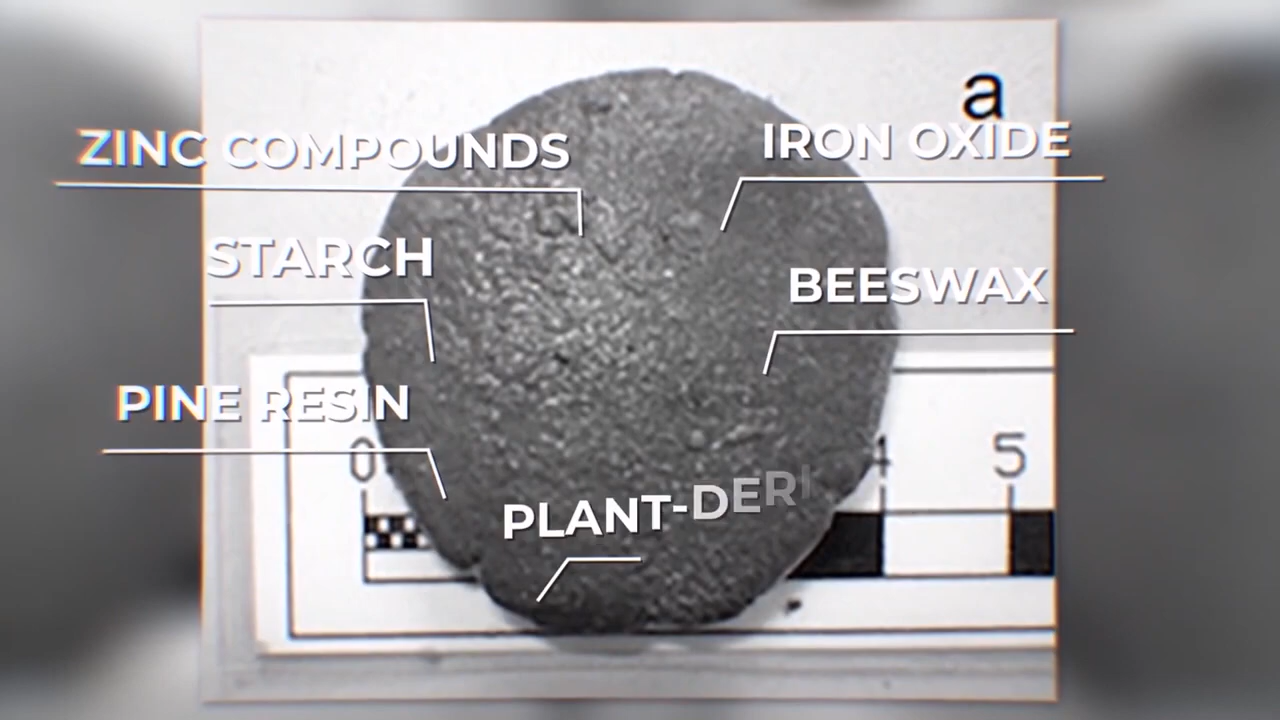 a
ZINC COMPOUNDS
IRON OXIDE
STARCH
BEESWAX
PINE RESIN
0
4
5
PLANT-DERI